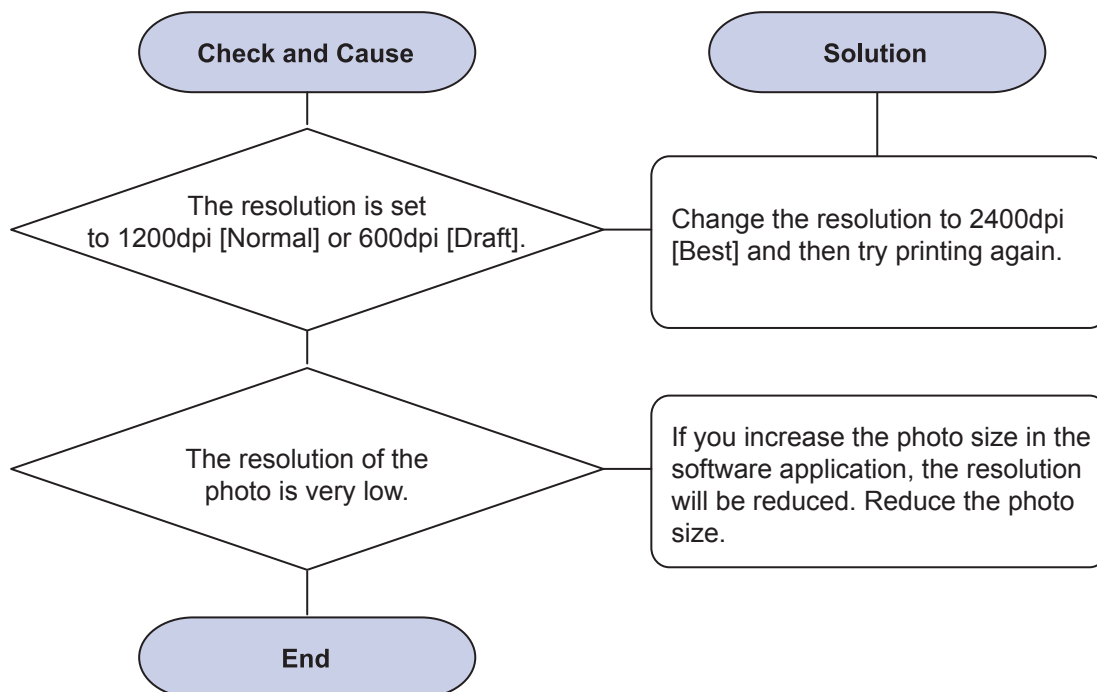 Check and Cause
Solution
The resolution is set
to 1200dpi [Normal] or 600dpi [Draft].
Change the resolution to 2400dpi
[Best] and then try printing again.
The resolution of the
photo is very low.
If you increase the photo size in the
software application, the resolution
will be reduced. Reduce the photo
size.
End